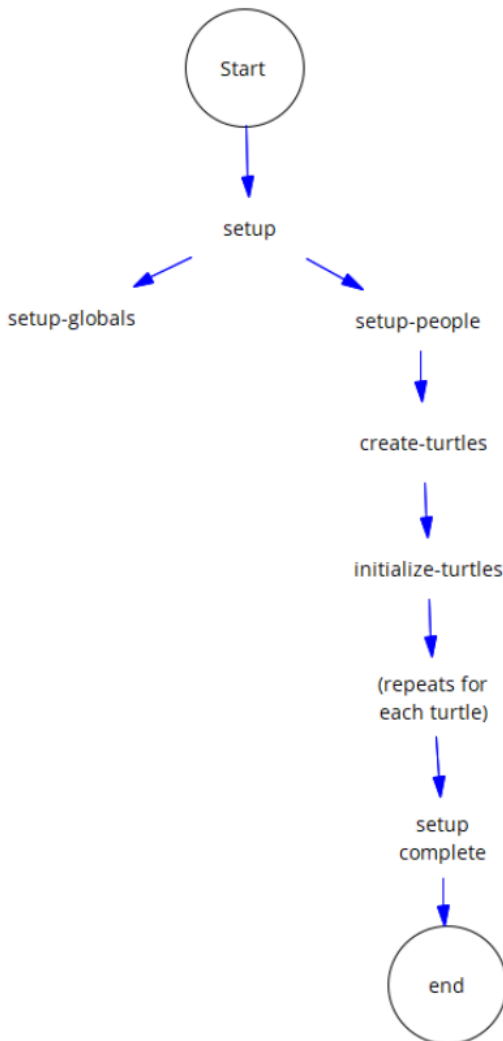 Start
setup
setup-globals
setup-people
create-turtles
initialize-turtles
(repeats for
each turtle)
setup
complete
end